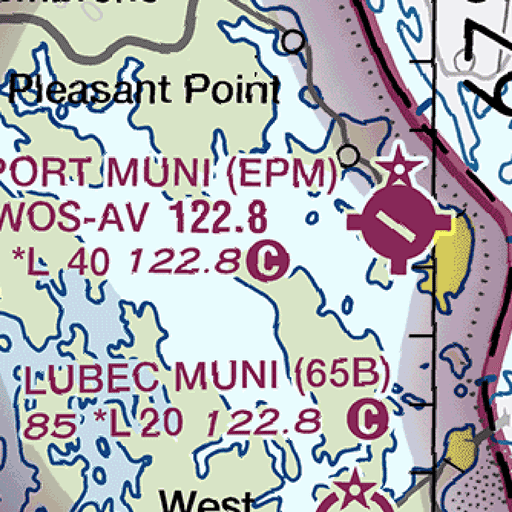 Pleasant Point
67
PORT MUNI (EPM)
WOS-AV 122.8
*L 40 122.8 C
LUBEC MUNI (65B)
85 *L 20 122.8 C
West